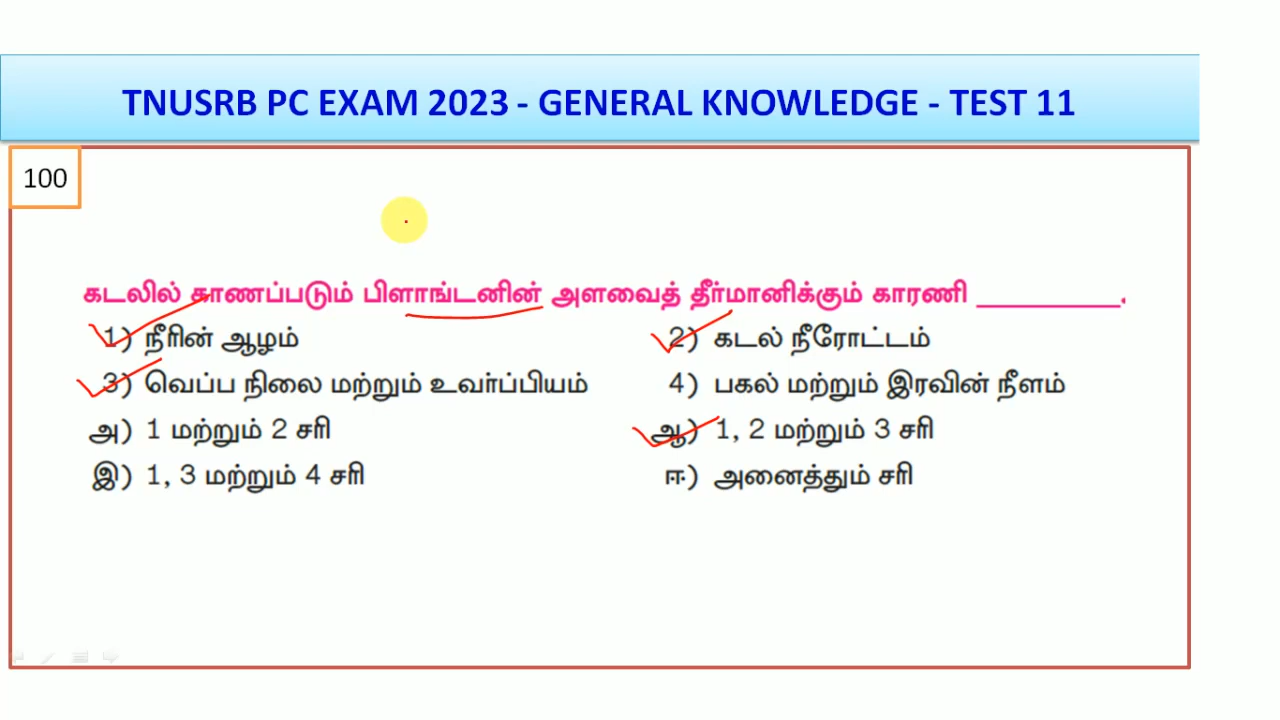 TNUSRB PC EXAM 2023 - GENERAL KNOWLEDGE - TEST 11
100
கடலில் காணப்படும் பிளாங்டனின் அளவைத் தீர்மானிக்கும் காரணி __________.
1) நீரின் ஆழம் 2) கடல் நீரோட்டம்
3) வெப்ப நிலை மற்றும் உவர்ப்பியம் 4) பகல் மற்றும் இரவின் நீளம்
அ) 1 மற்றும் 2 சரி ஆ) 1, 2 மற்றும் 3 சரி
இ) 1, 3 மற்றும் 4 சரி ஈ) அனைத்தும் சரி